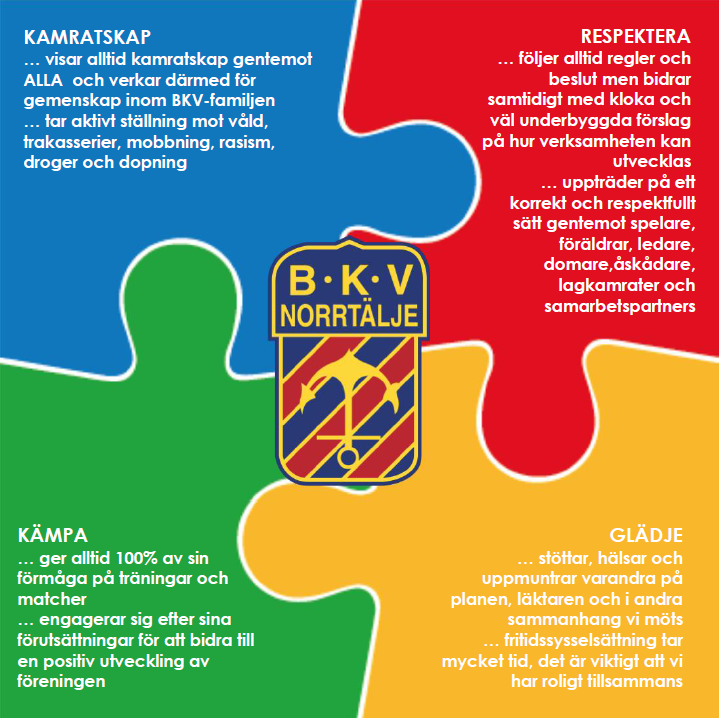 KAMRATSKAP
... visar alltid kamratskap gentemot
ALLA och verkar därmed för
gemenskap inom BKV-familjen
... tar aktivt ställning mot våld,
trakasserier, mobbning, rasism,
droger och dopning
RESPEKTERA
... följer alltid regler och
beslut men bidrar
samtidigt med kloka och
väl underbyggda förslag
på hur verksamheten kan
utvecklas
... uppträder på ett
korrekt och respektfullt
sätt gentemot spelare,
föräldrar, ledare,
domare,åskådare,
lagkamrater och
samarbetspartners
B·K·V
NORRTÄLJE
KÄMPA
... ger alltid 100% av sin
förmåga på träningar och
matcher
... engagerar sig efter sina
förutsättningar för att bidra till
en positiv utveckling av
föreningen
GLÄDJE
... stöttar, hälsar och
uppmuntrar varandra på
planen, läktaren och i andra
sammanhang vi möts
... fritidssysselsättning tar
mycket tid, det är viktigt att vi
har roligt tillsammans